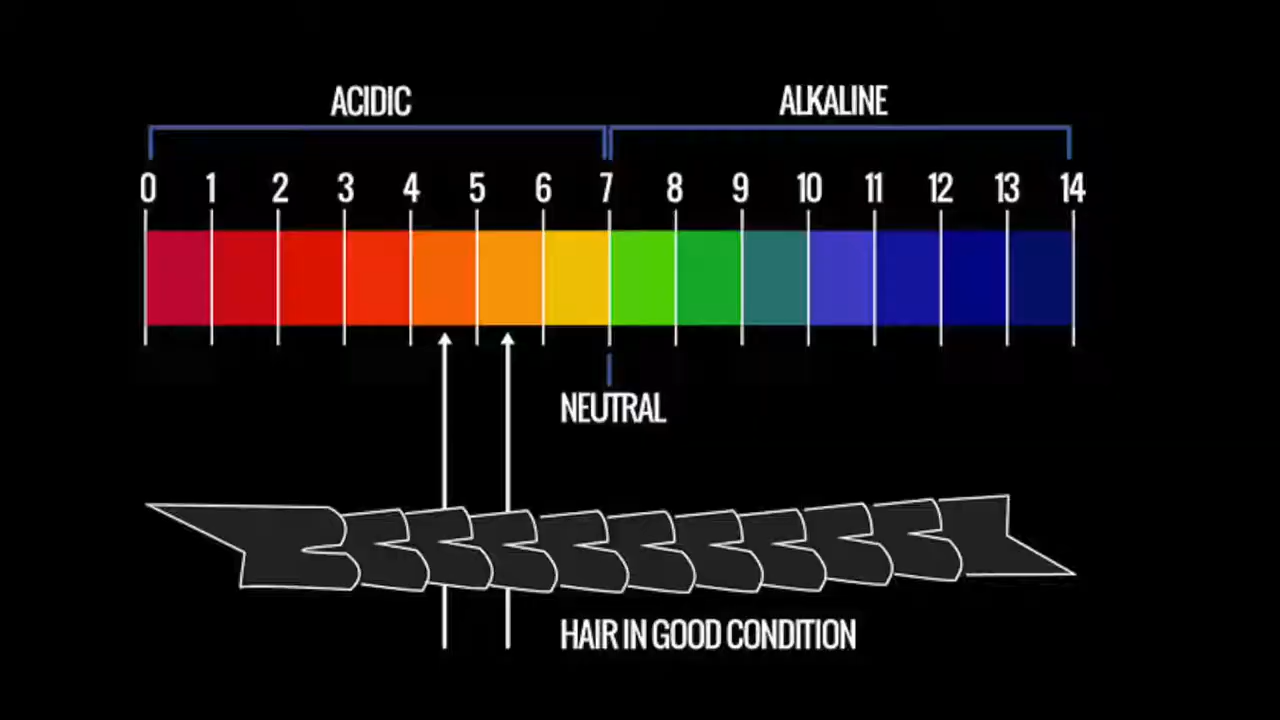 ACIDIC
ALKALINE
0 1 2 3 4 5 6 7 8 9 10 11 12 13 14
NEUTRAL
HAIR IN GOOD CONDITION